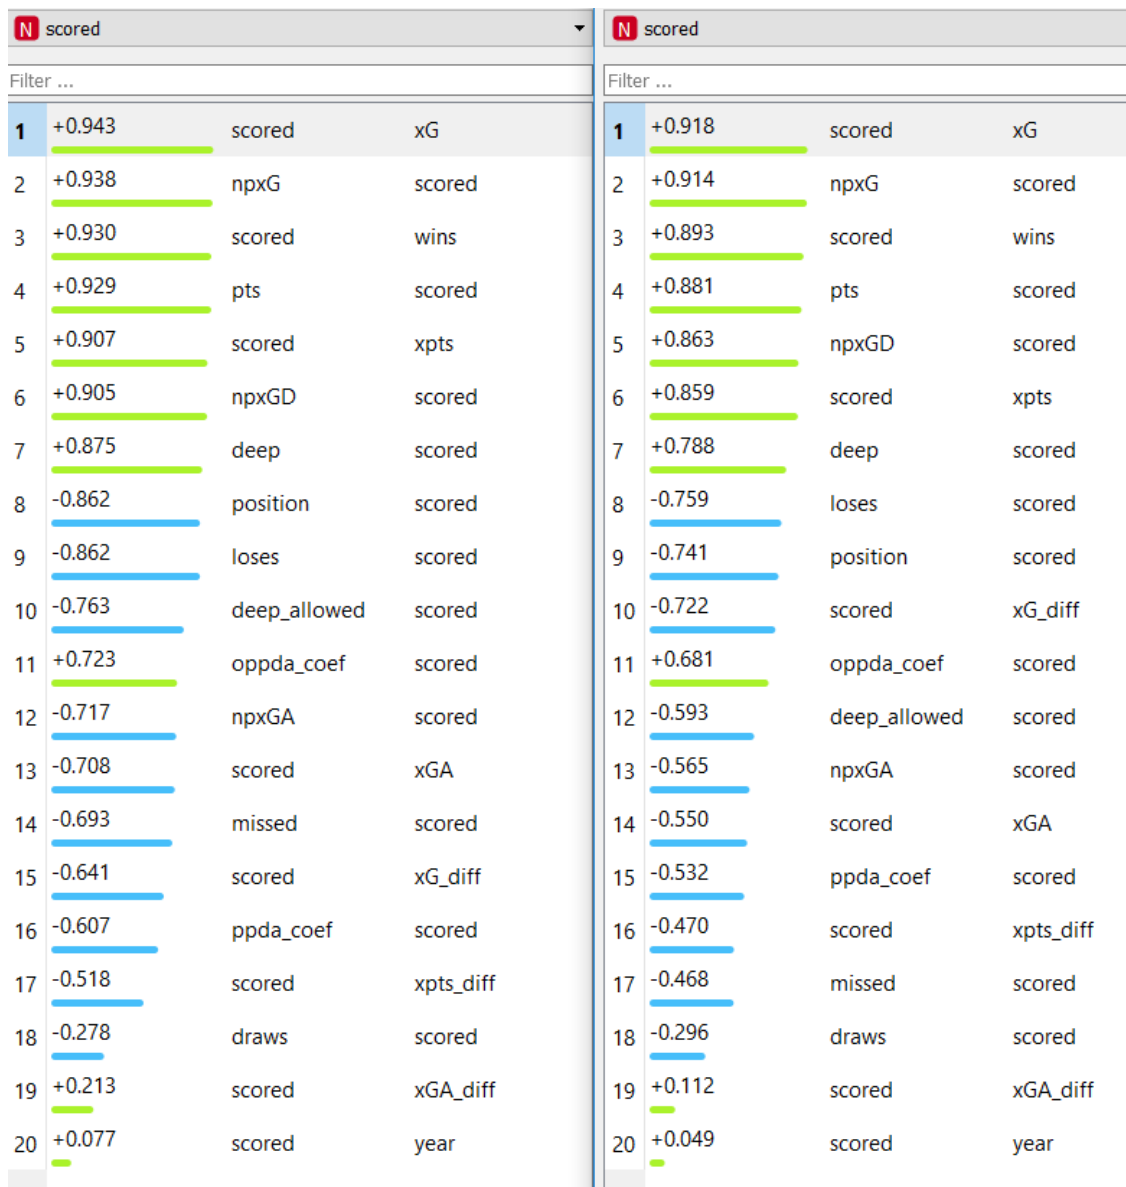 N scored
Filter ...
1 +0.943 scored xG
2 +0.938 npxG scored
3 +0.930 scored wins
4 +0.929 pts scored
5 +0.907 scored xpts
6 +0.905 npxGD scored
7 +0.875 deep scored
8 -0.862 position scored
9 -0.862 loses scored
10 -0.763 deep_allowed scored
11 +0.723 oppda_coef scored
12 -0.717 npxGA scored
13 -0.708 scored xGA
14 -0.693 missed scored
15 -0.641 scored xG_diff
16 -0.607 ppda_coef scored
17 -0.518 scored xpts_diff
18 -0.278 draws scored
19 +0.213 scored xGA_diff
20 +0.077 scored year
N scored
Filter ...
1 +0.918 scored xG
2 +0.914 npxG scored
3 +0.893 scored wins
4 +0.881 pts scored
5 +0.863 npxGD scored
6 +0.859 scored xpts
7 +0.788 deep scored
8 -0.759 loses scored
9 -0.741 position scored
10 -0.722 scored xG_diff
11 +0.681 oppda_coef scored
12 -0.593 deep_allowed scored
13 -0.565 npxGA scored
14 -0.550 scored xGA
15 -0.532 ppda_coef scored
16 -0.470 scored xpts_diff
17 -0.468 missed scored
18 -0.296 draws scored
19 +0.112 scored xGA_diff
20 +0.049 scored year